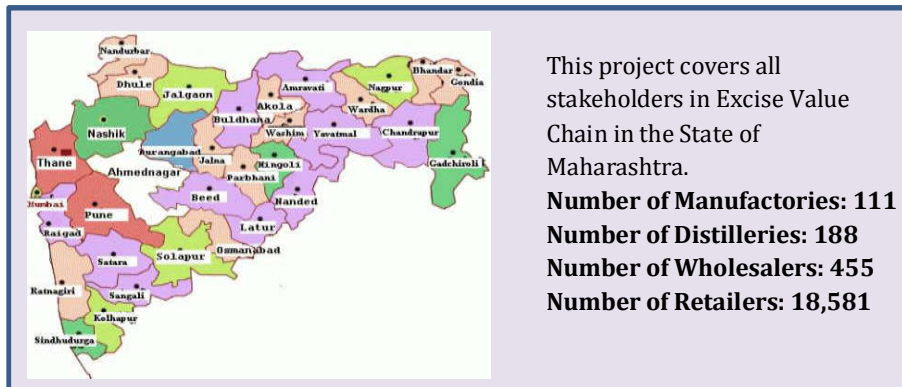 Nandurbar
Dhule
Jalgaon
Nashik
Buldhana
Akola
Amravati
Washim
Wardha
Nagpur
Bhandar
Gondia
Yavatmal
Chandrapur
Gadchiroli
Thane
Aurangabad
Jalna
Hingoli
Ahmednagar
Parbhani
Nanded
Mumbai
Beed
Pune
Latur
Raigad
Osmanabad
Satara
Solapur
Ratnagiri
Sangali
Kolhapur
Sindhudurga
This project covers all
stakeholders in Excise Value
Chain in the State of
Maharashtra.
Number of Manufactories: 111
Number of Distilleries: 188
Number of Wholesalers: 455
Number of Retailers: 18,581